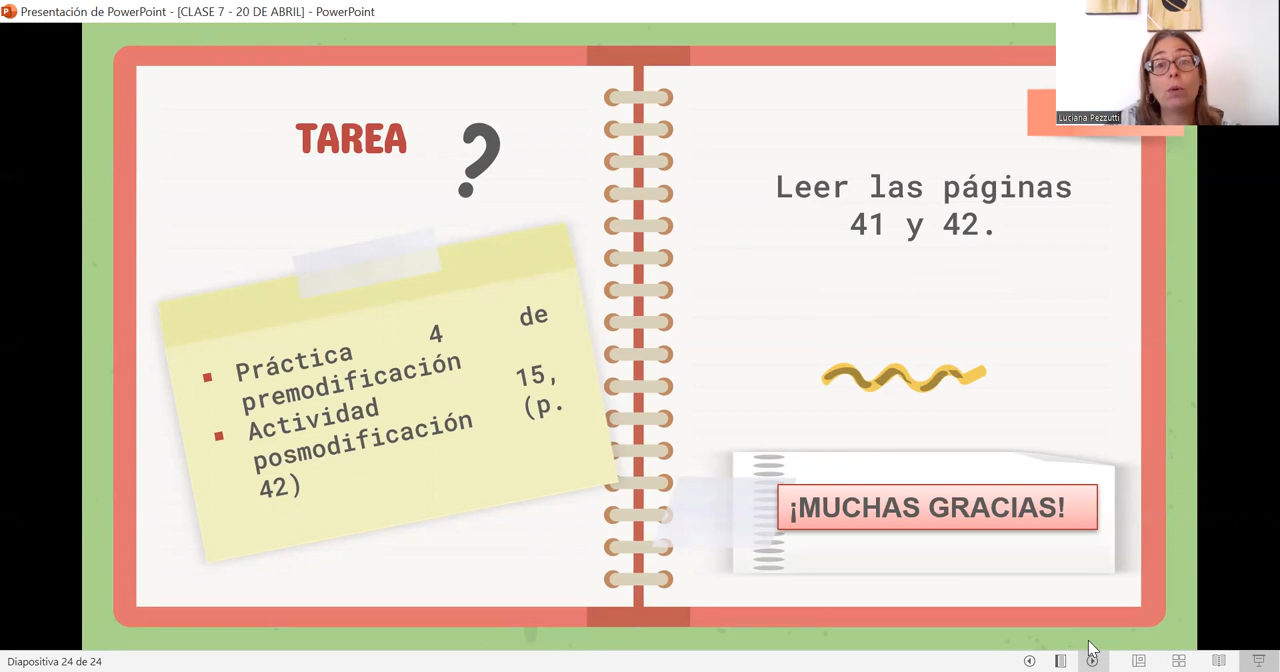 Presentación de PowerPoint - [CLASE 7 - 20 DE ABRIL] - PowerPoint
Luciana Pezzutti
TAREA
?
Práctica 4 de
premodificación
Actividad 15,
posmodificación (p.
42)
Leer las páginas
41 y 42.
¡MUCHAS GRACIAS!
Diapositiva 24 de 24